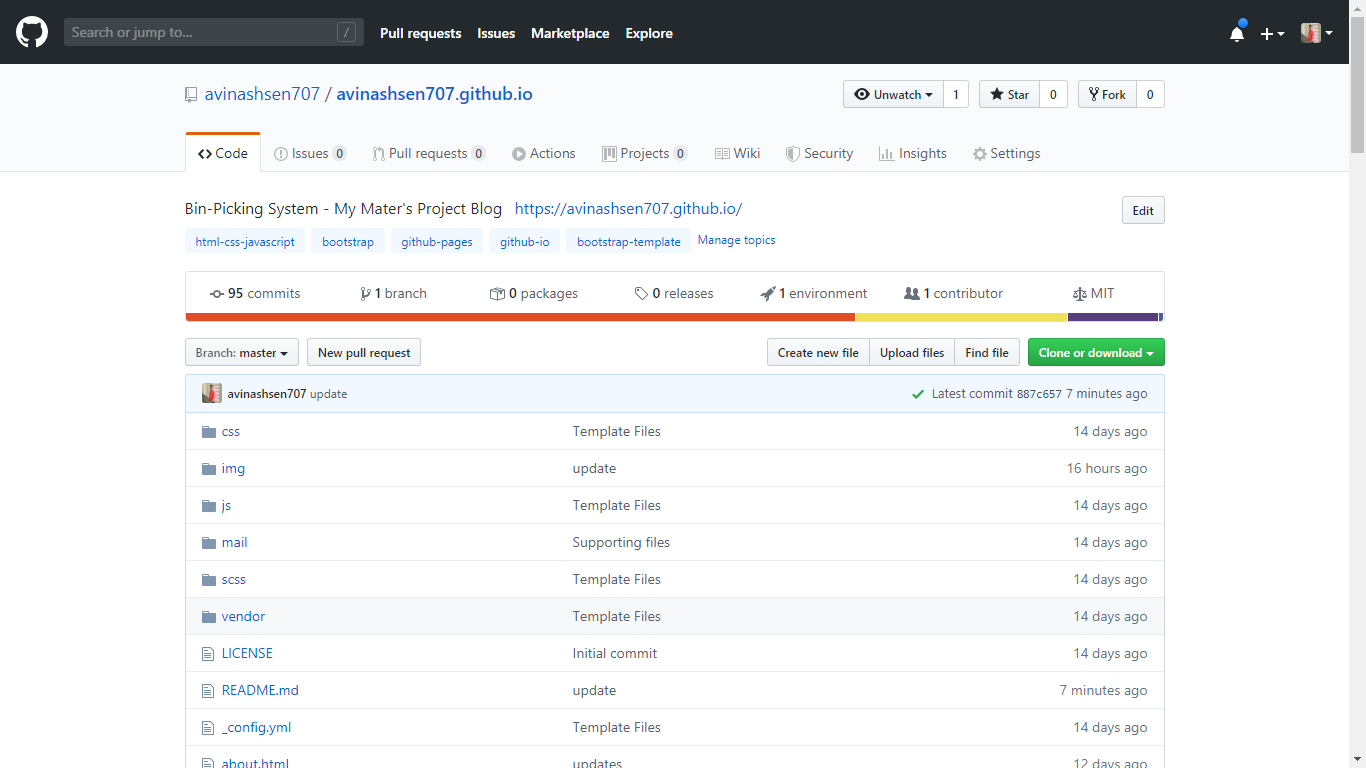 Search or jump to... / Pull requests Issues Marketplace Explore
avinashsen707 / avinashsen707.github.io Unwatch 1 Star 0 Fork 0
Code Issues 0 Pull requests 0 Actions Projects 0 Wiki Security Insights Settings
Bin-Picking System - My Mater's Project Blog https://avinashsen707.github.io/ Edit
html-css-javascript bootstrap github-pages github-io bootstrap-template Manage topics
95 commits 1 branch 0 packages 0 releases 1 environment 1 contributor MIT
Branch: master New pull request Create new file Upload files Find file Clone or download
avinashsen707 update Latest commit 887c657 7 minutes ago
css Template Files 14 days ago
img update 16 hours ago
js Template Files 14 days ago
mail Supporting files 14 days ago
scss Template Files 14 days ago
vendor Template Files 14 days ago
LICENSE Initial commit 14 days ago
README.md update 7 minutes ago
_config.yml Template Files 14 days ago
about.html updates 12 days ago